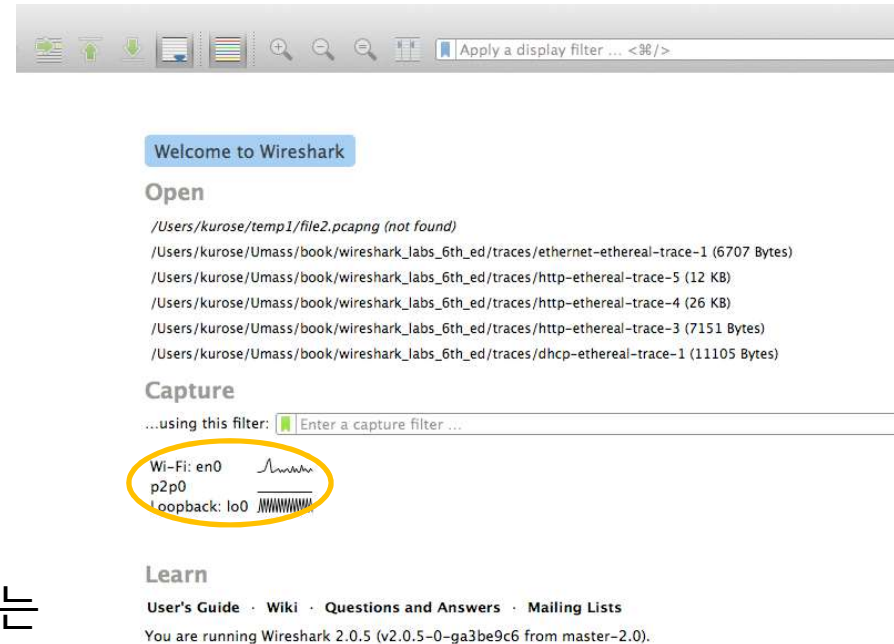 Apply a display filter ... <⌘/>
Welcome to Wireshark
Open
/Users/kurose/temp1/file2.pcapng (not found)
/Users/kurose/Umass/book/wireshark_labs_6th_ed/traces/ethernet-ethereal-trace-1 (6707 Bytes)
/Users/kurose/Umass/book/wireshark_labs_6th_ed/traces/http-ethereal-trace-5 (12 KB)
/Users/kurose/Umass/book/wireshark_labs_6th_ed/traces/http-ethereal-trace-4 (26 KB)
/Users/kurose/Umass/book/wireshark_labs_6th_ed/traces/http-ethereal-trace-3 (7151 Bytes)
/Users/kurose/Umass/book/wireshark_labs_6th_ed/traces/dhcp-ethereal-trace-1 (11105 Bytes)
Capture
...using this filter: Enter a capture filter ...
Wi-Fi: en0
p2p0
Loopback: lo0
Learn
User's Guide · Wiki · Questions and Answers · Mailing Lists
You are running Wireshark 2.0.5 (v2.0.5-0-ga3be9c6 from master-2.0).